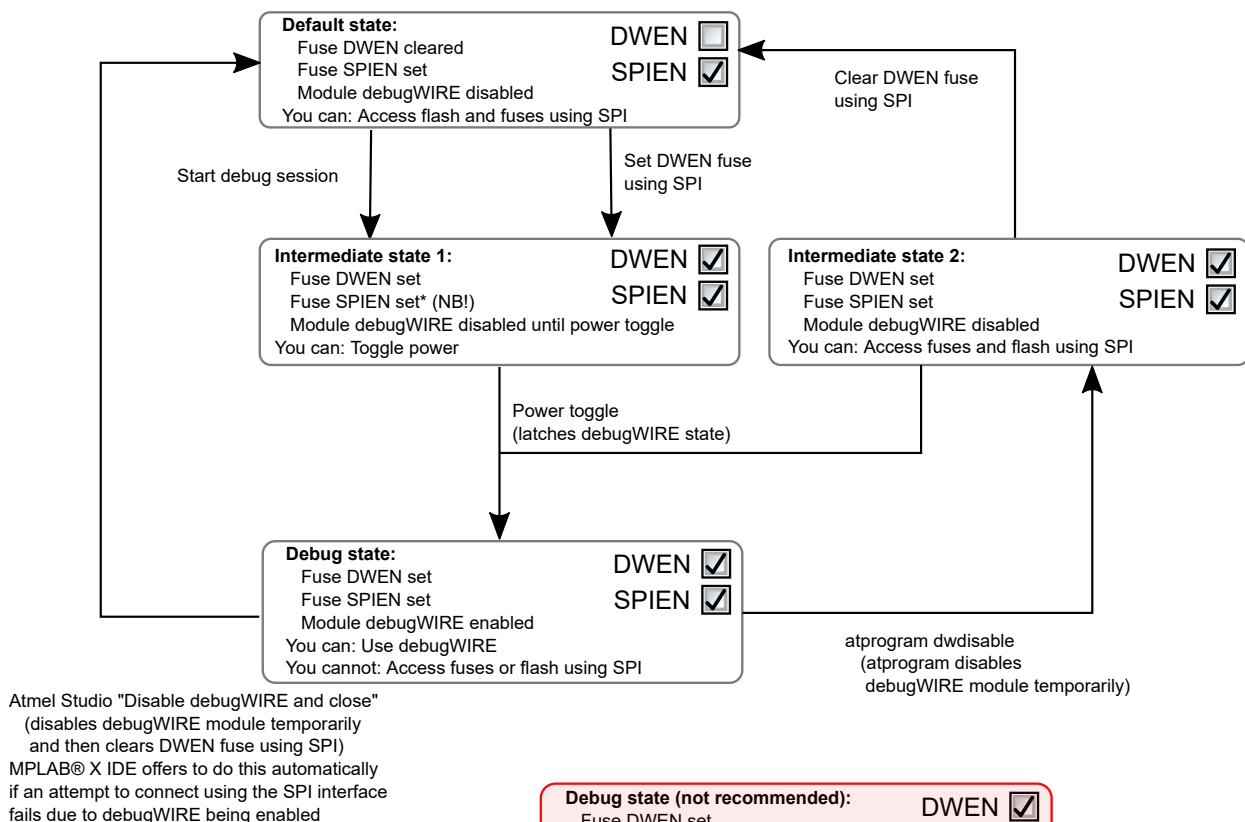 Default state:
Fuse DWEN cleared
Fuse SPIEN set
Module debugWIRE disabled
You can: Access flash and fuses using SPI
DWEN
SPIEN
Clear DWEN fuse
using SPI
Start debug session
Set DWEN fuse
using SPI
Intermediate state 1:
Fuse DWEN set
Fuse SPIEN set* (NB!)
Module debugWIRE disabled until power toggle
You can: Toggle power
DWEN
SPIEN
Intermediate state 2:
Fuse DWEN set
Fuse SPIEN set
Module debugWIRE disabled
You can: Access fuses and flash using SPI
DWEN
SPIEN
Power toggle
(latches debugWIRE state)
Debug state:
Fuse DWEN set
Fuse SPIEN set
Module debugWIRE enabled
You can: Use debugWIRE
You cannot: Access fuses or flash using SPI
DWEN
SPIEN
atprogram dwdisable
(atprogram disables
debugWIRE module temporarily)
Atmel Studio "Disable debugWIRE and close"
(disables debugWIRE module temporarily
and then clears DWEN fuse using SPI)
MPLAB® X IDE offers to do this automatically
if an attempt to connect using the SPI interface
fails due to debugWIRE being enabled
Debug state (not recommended):
Fuse DWEN set
DWEN